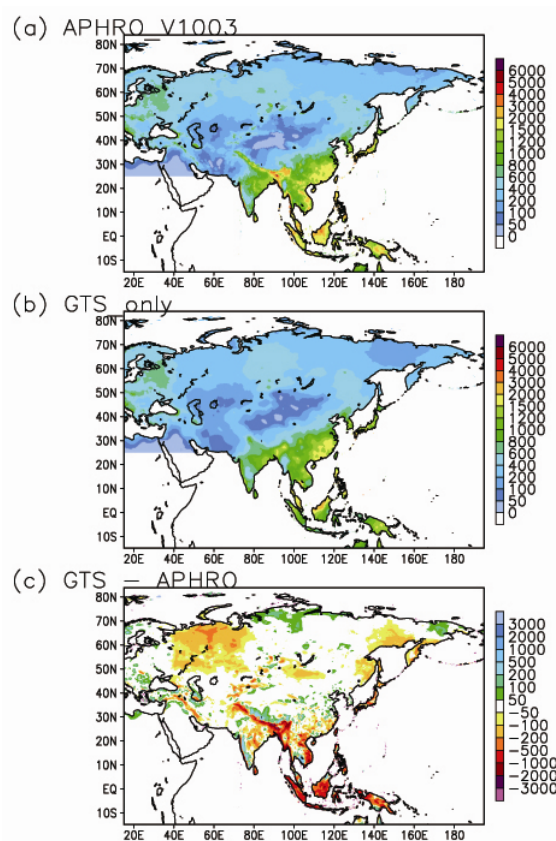 (a) APHRO_V1003
80N
70N
60N
50N
40N
30N
20N
10N
EQ
10S
20E 40E 60E 80E 100E 120E 140E 160E 180
6000
5000
4000
3000
2000
1500
1200
1000
800
600
400
200
100
50
0
(b) GTS only
80N
70N
60N
50N
40N
30N
20N
10N
EQ
10S
20E 40E 60E 80E 100E 120E 140E 160E 180
6000
5000
4000
3000
2000
1500
1200
1000
800
600
400
200
100
50
0
(c) GTS – APHRO
80N
70N
60N
50N
40N
30N
20N
10N
EQ
10S
20E 40E 60E 80E 100E 120E 140E 160E 180
3000
2000
1000
500
200
100
50
-50
-100
-200
-500
-1000
-2000
-3000